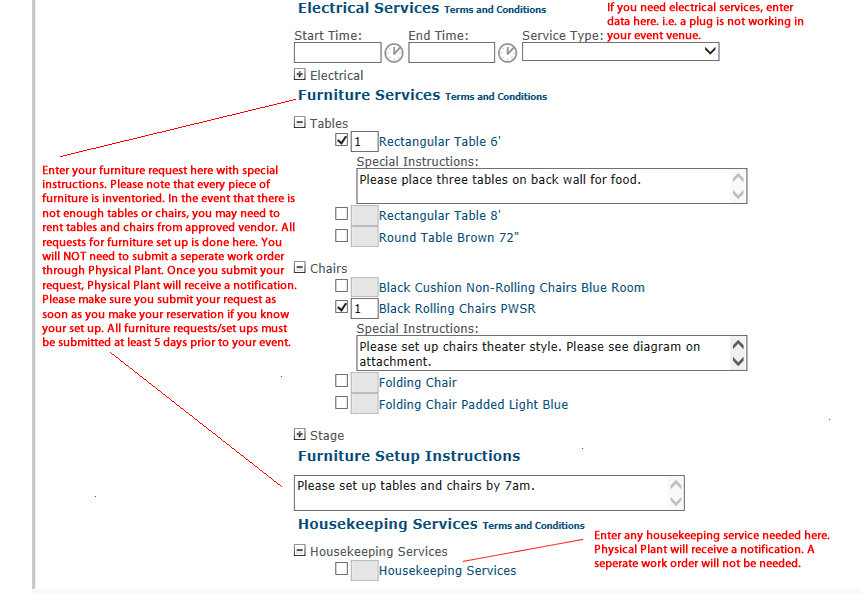 Electrical Services Terms and Conditions
If you need electrical services, enter
data here. i.e. a plug is not working in
your event venue.
Start Time: End Time: Service Type:
Electrical
Furniture Services Terms and Conditions
Tables
1 Rectangular Table 6'
Special Instructions:
Please place three tables on back wall for food.
Rectangular Table 8'
Round Table Brown 72"
Enter your furniture request here with special
instructions. Please note that every piece of
furniture is inventoried. In the event that there is
not enough tables or chairs, you may need to
rent tables and chairs from approved vendor. All
requests for furniture set up is done here. You
will NOT need to submit a seperate work order
through Physical Plant. Once you submit your
request, Physical Plant will receive a notification.
Please make sure you submit your request as
soon as you make your reservation if you know
your set up. All furniture requests/set ups must
be submitted at least 5 days prior to your event.
Chairs
Black Cushion Non-Rolling Chairs Blue Room
1 Black Rolling Chairs PWSR
Special Instructions:
Please set up chairs theater style. Please see diagram on
attachment.
Folding Chair
Folding Chair Padded Light Blue
Stage
Furniture Setup Instructions
Please set up tables and chairs by 7am.
Housekeeping Services Terms and Conditions
Enter any housekeeping service needed here.
Physical Plant will receive a notification. A
seperate work order will not be needed.
Housekeeping Services
Housekeeping Services